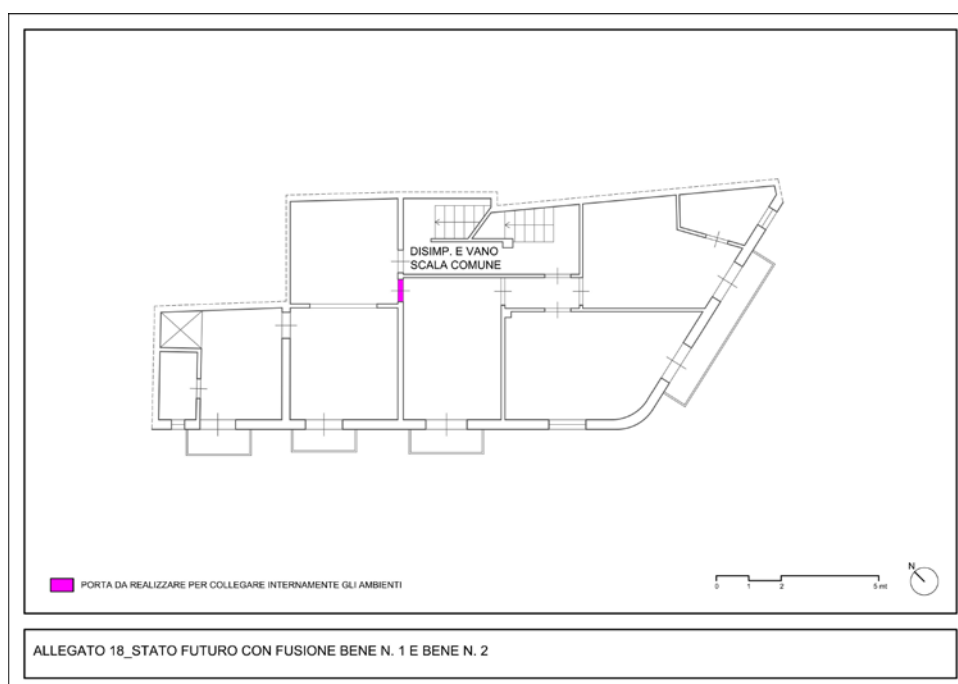 DISIMP. E VANO
SCALA COMUNE
PORTA DA REALIZZARE PER COLLEGARE INTERNAMENTE GLI AMBIENTI
0 1 2 5 mt
N
ALLEGATO 18_STATO FUTURO CON FUSIONE BENE N. 1 E BENE N. 2